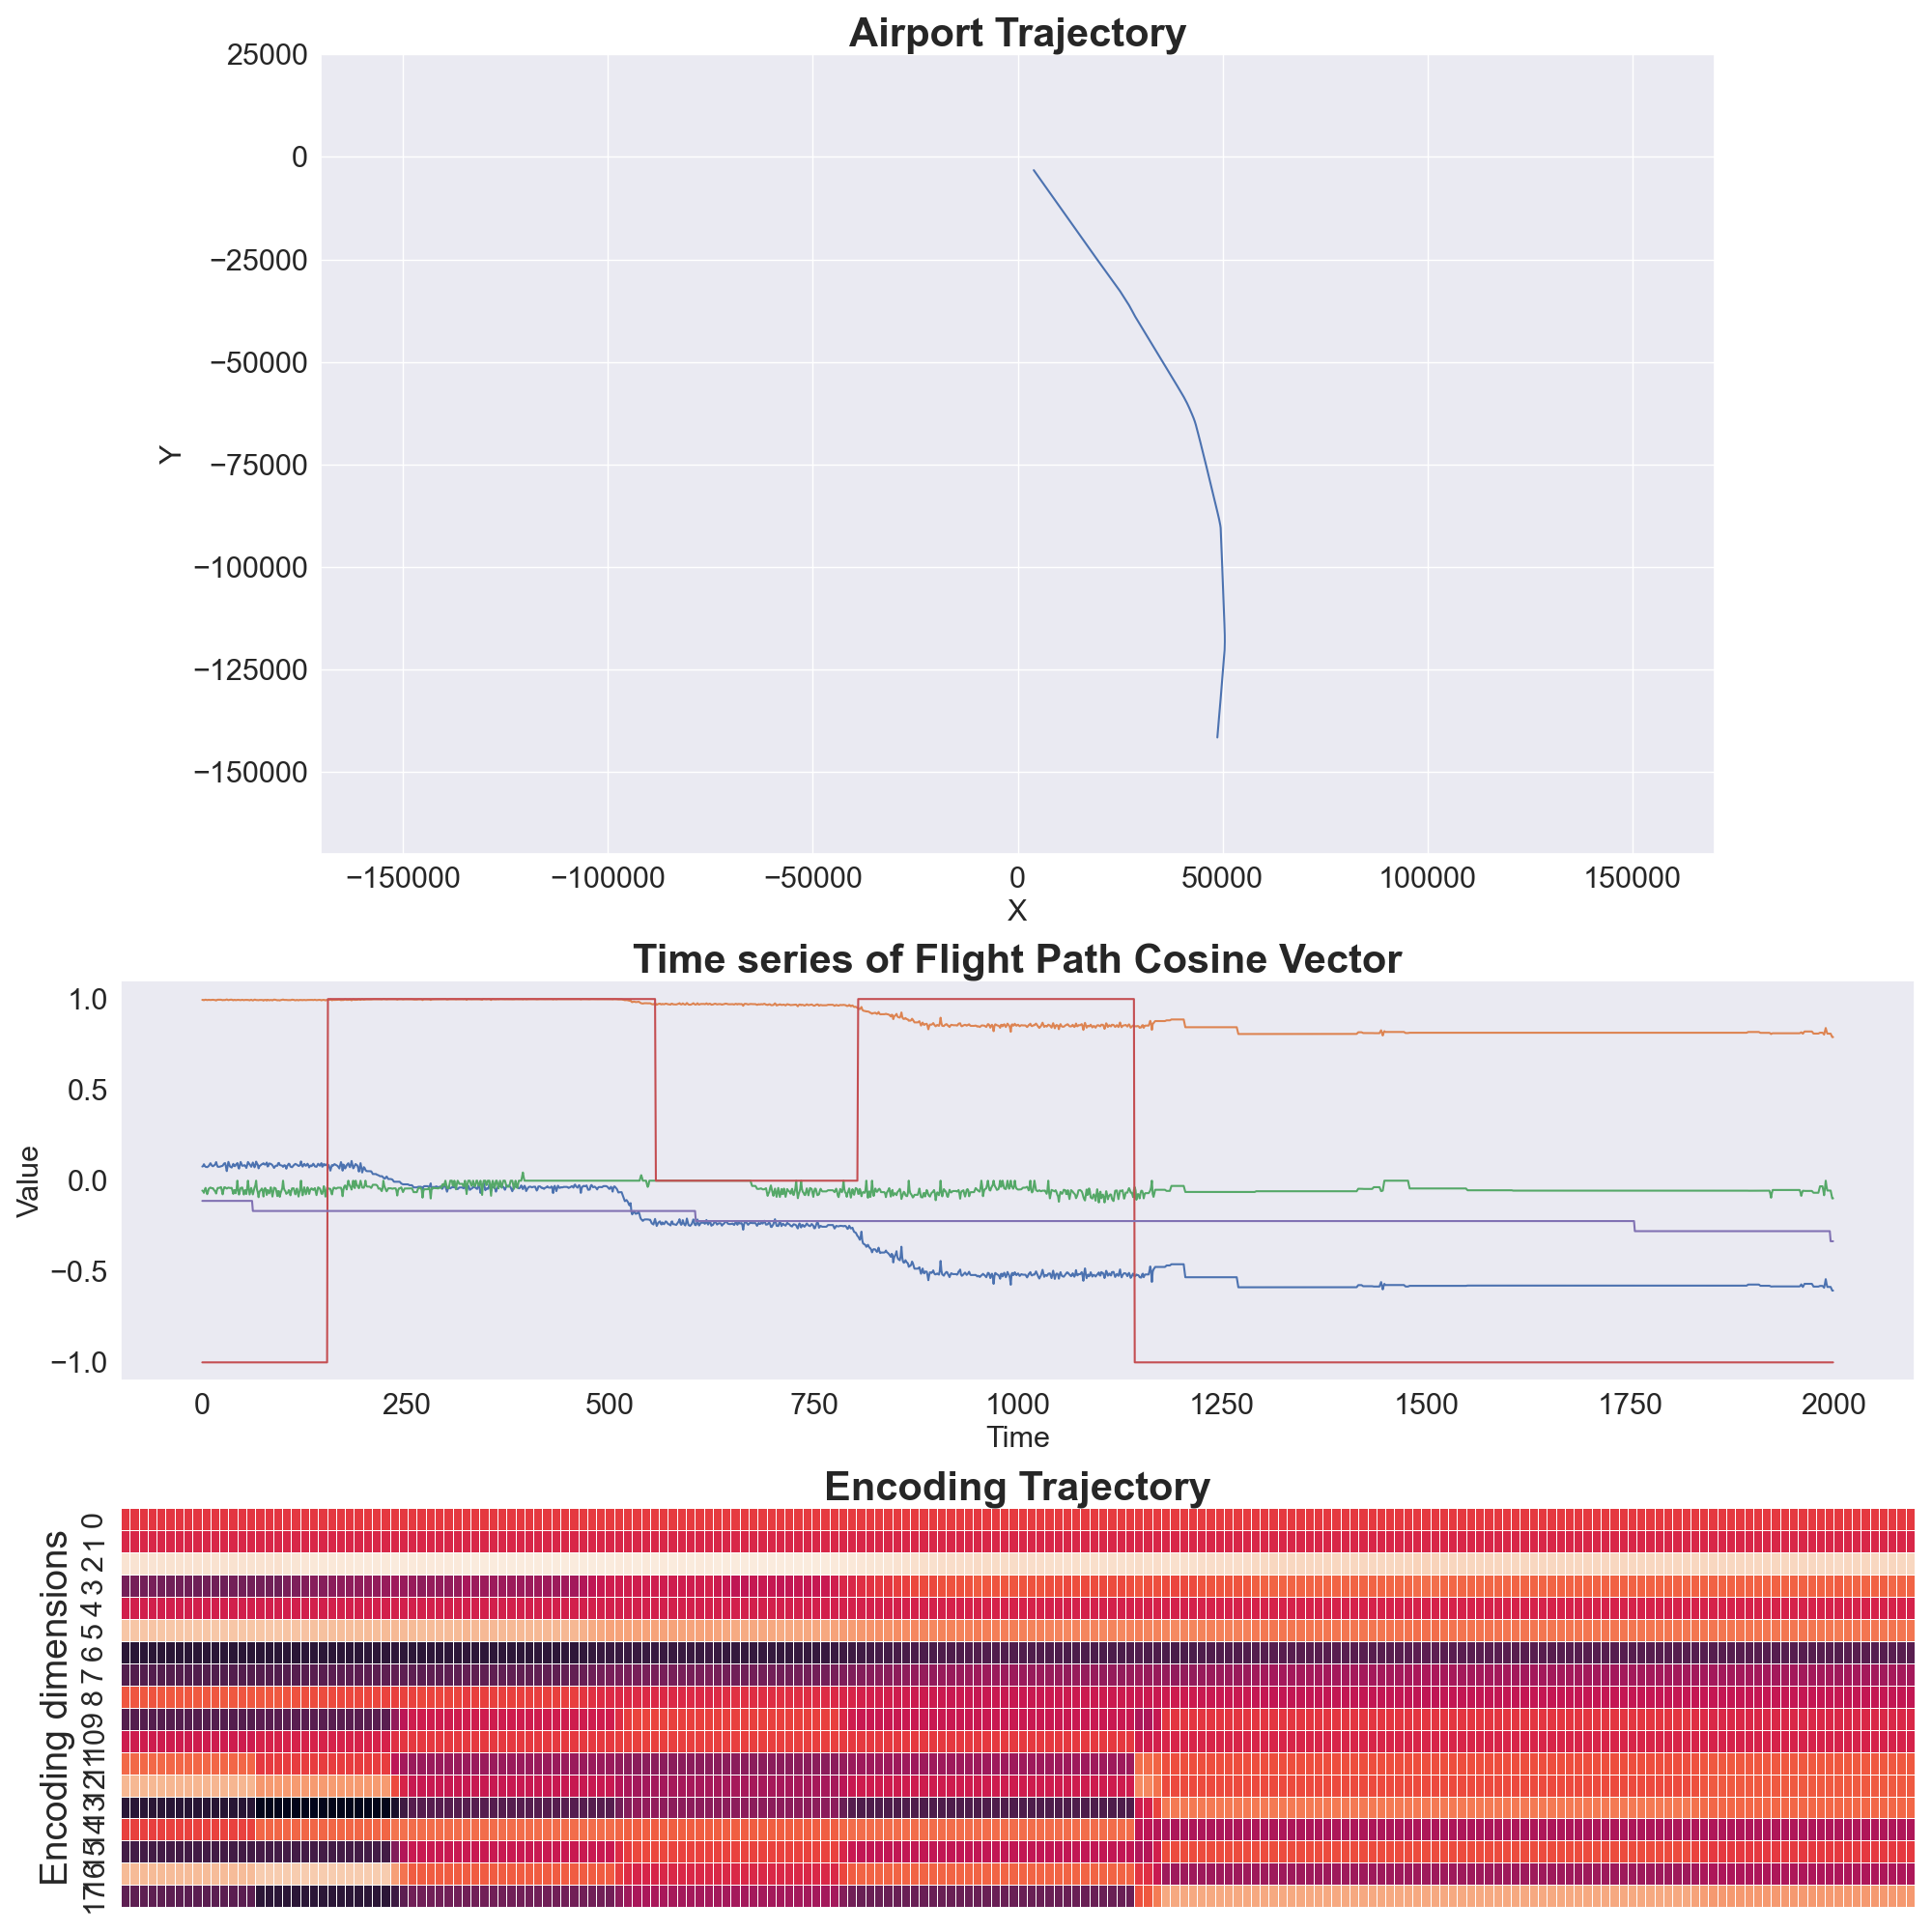 Airport Trajectory
25000
0
−25000
−50000
−75000
−100000
−125000
−150000
Y
−150000 −100000 −50000 0 50000 100000 150000
X
Time series of Flight Path Cosine Vector
1.0
0.5
0.0
−0.5
−1.0
Value
0 250 500 750 1000 1250 1500 1750 2000
Time
Encoding Trajectory
Encoding dimensions
0 1 2 3 4 5 6 7 8 9 10 11 12 13 14 15 16 17